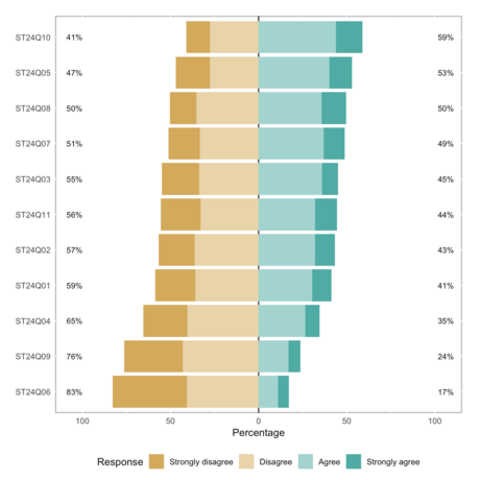 ST24Q10 41% 59%
ST24Q05 47% 53%
ST24Q08 50% 50%
ST24Q07 51% 49%
ST24Q03 55% 45%
ST24Q11 56% 44%
ST24Q02 57% 43%
ST24Q01 59% 41%
ST24Q04 65% 35%
ST24Q09 76% 24%
ST24Q06 83% 17%
100 50 0 50 100
Percentage
Response Strongly disagree Disagree Agree Strongly agree